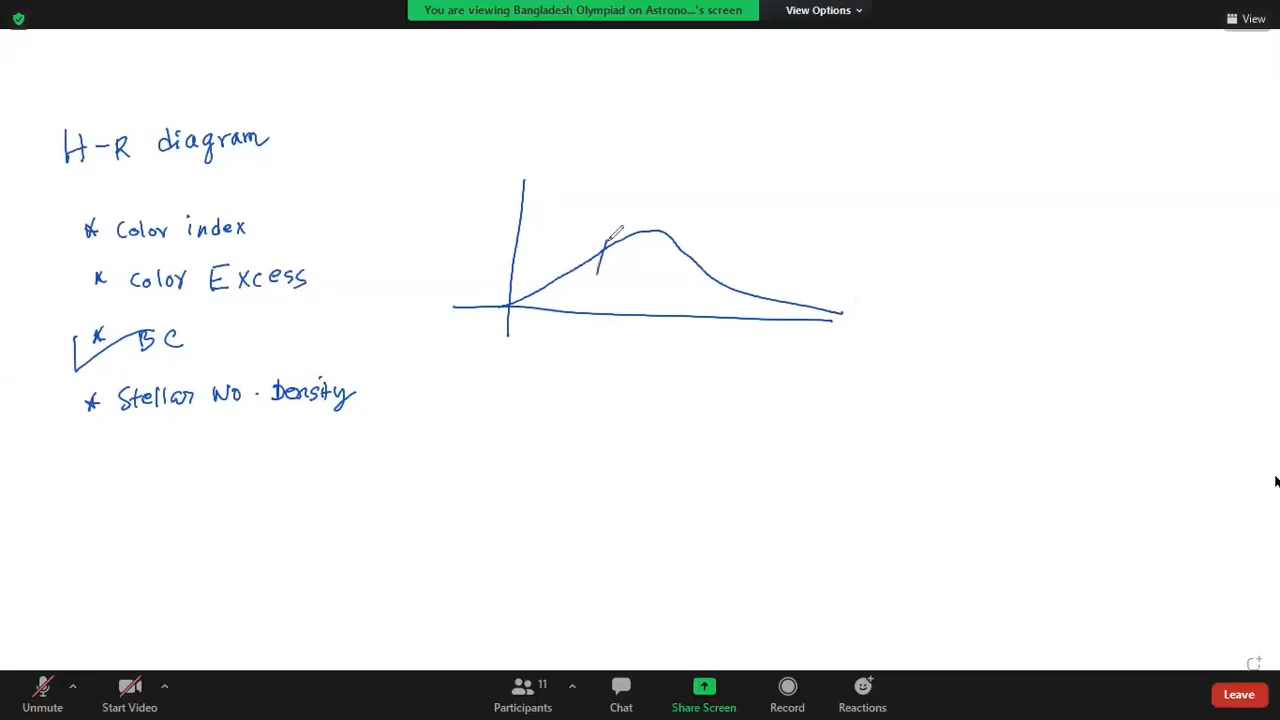 You are viewing Bangladesh Olympiad on Astrono...'s screen
View Options
View
H-R diagram
* Color index
* Color Excess
* BC
* Stellar No. Density
Unmute
Start Video
11
Participants
Chat
Share Screen
Record
Reactions
Leave